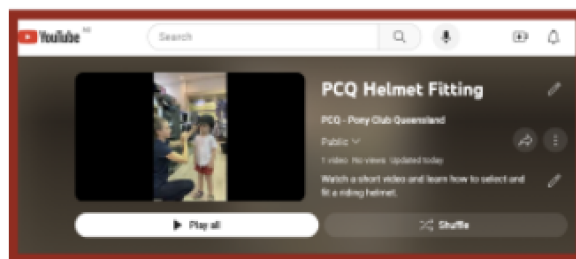 YouTube
Search
PCQ Helmet Fitting
PCQ - Pony Club Queensland
Public
1 video No views Updated today
Watch a short video and learn how to select and
fit a riding helmet.
Play all
Shuffle